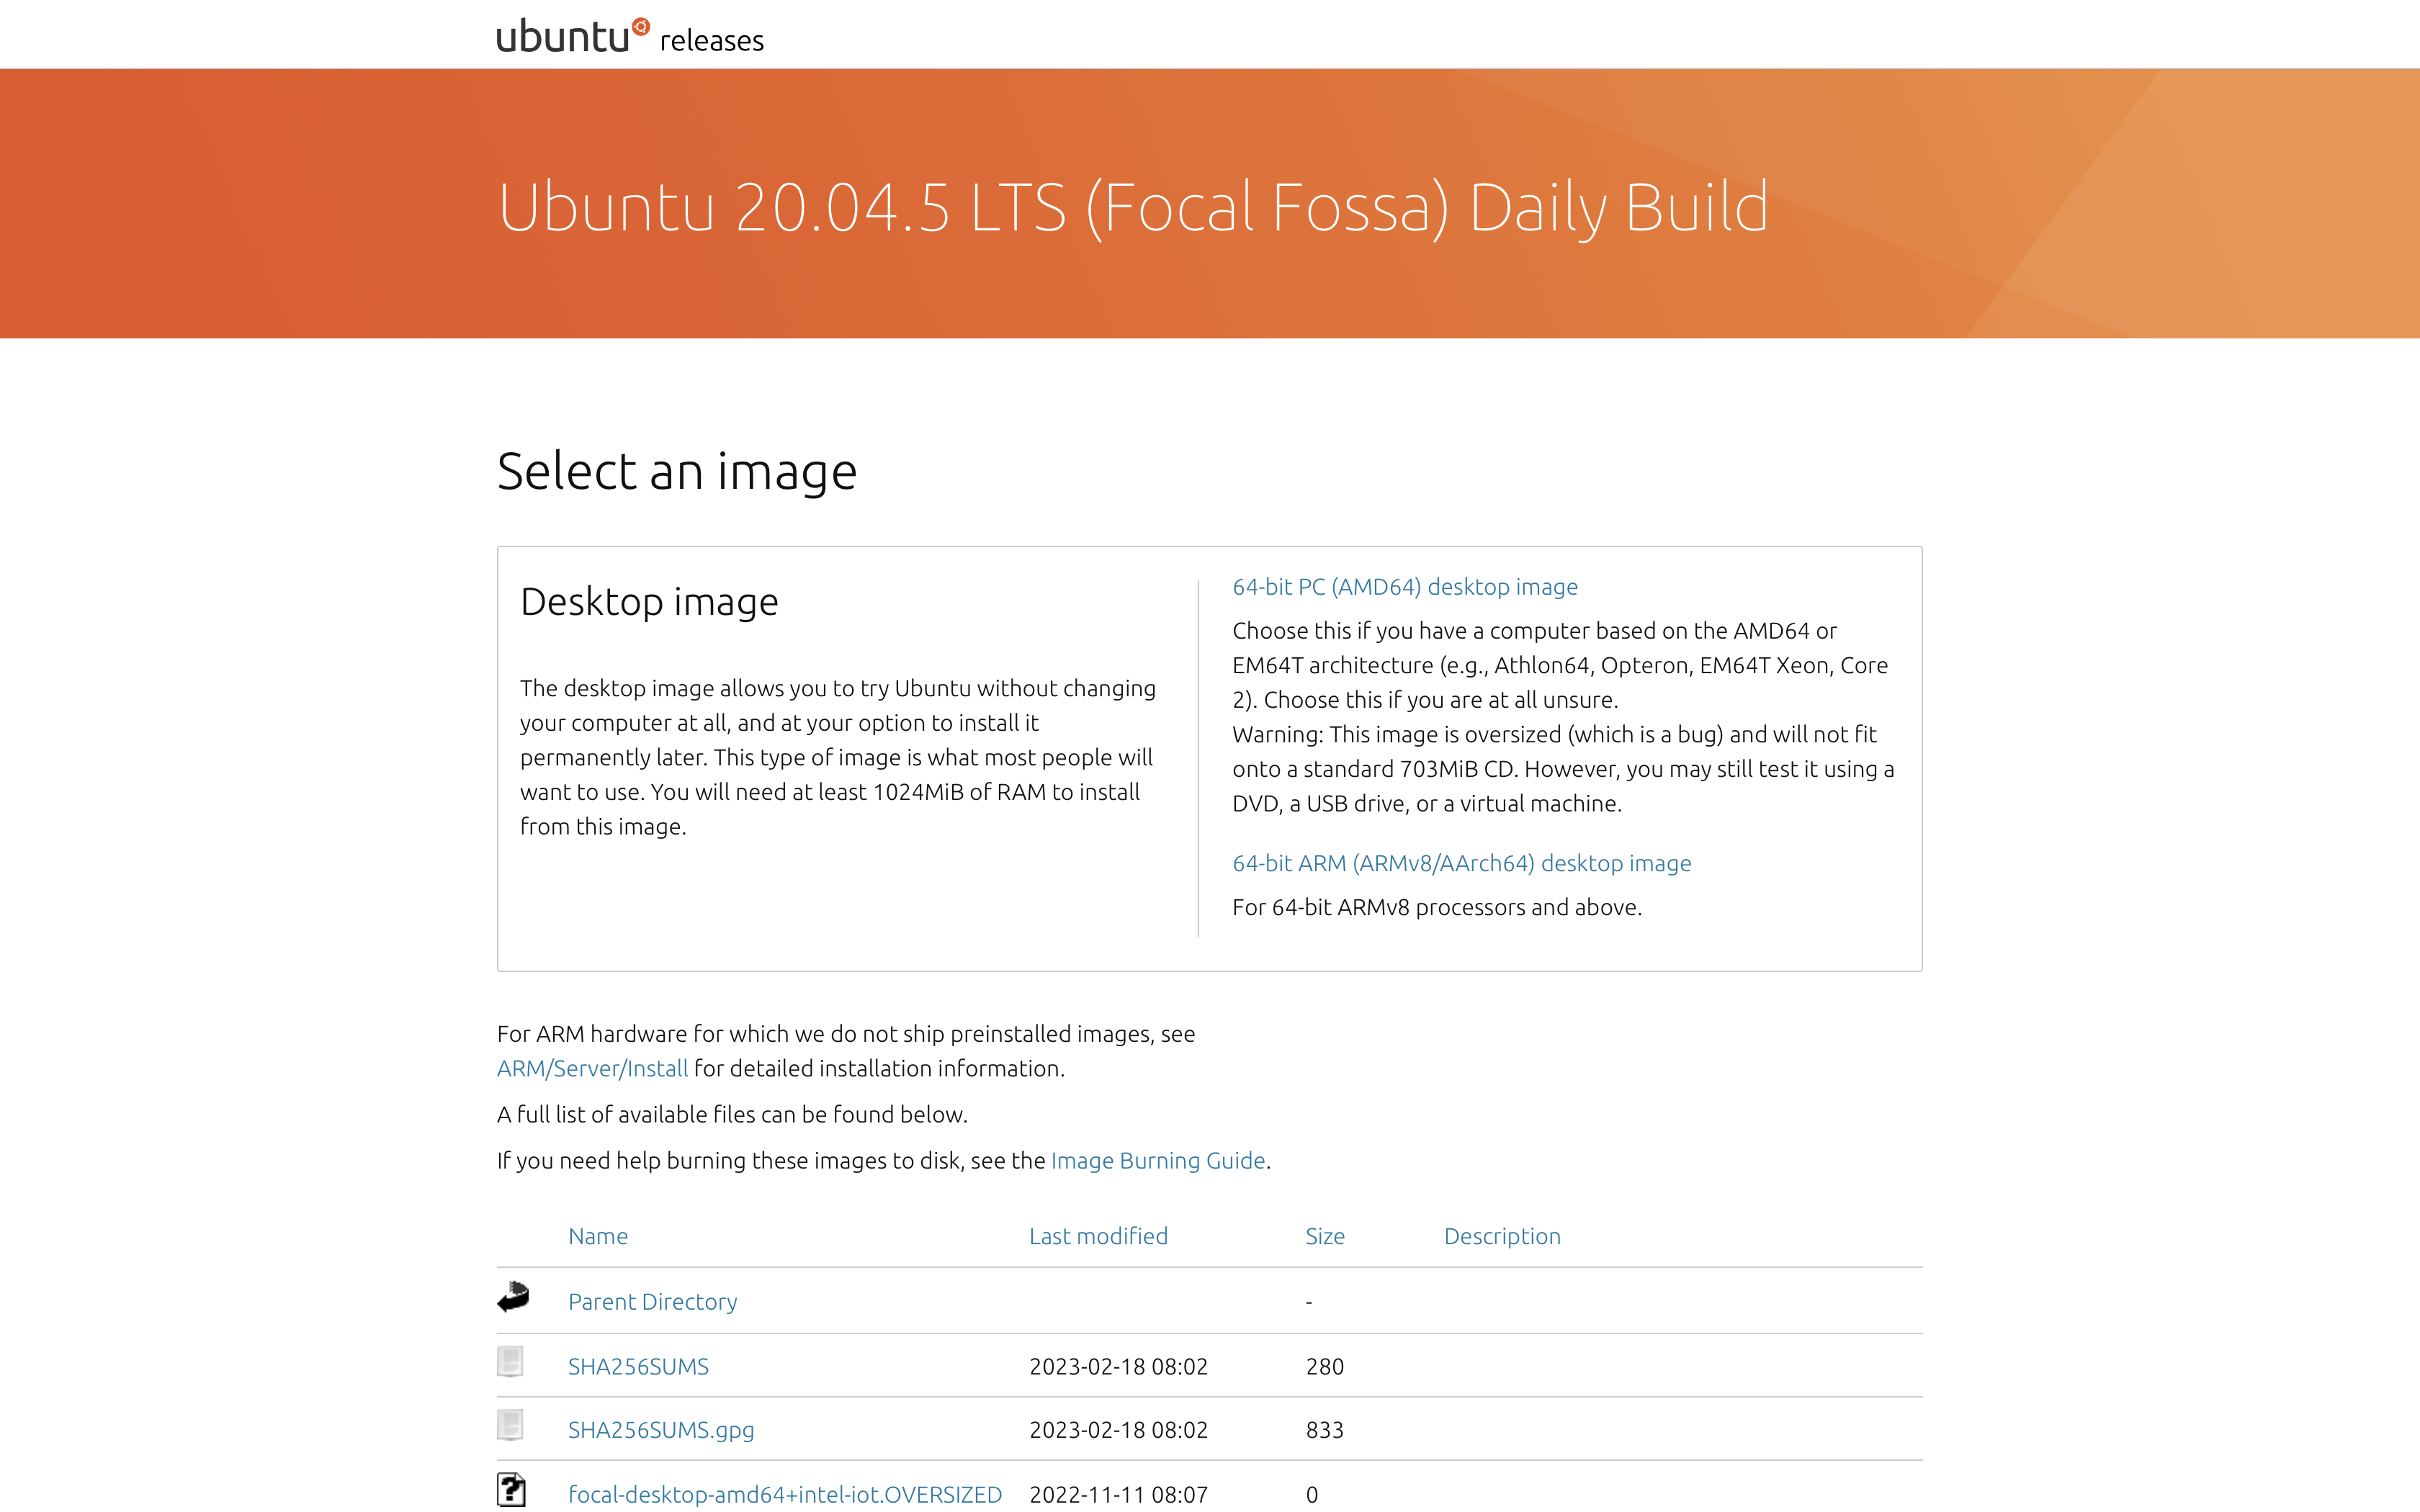 ubuntu releases
Ubuntu 20.04.5 LTS (Focal Fossa) Daily Build
Select an image
Desktop image
The desktop image allows you to try Ubuntu without changing
your computer at all, and at your option to install it
permanently later. This type of image is what most people will
want to use. You will need at least 1024MiB of RAM to install
from this image.
64-bit PC (AMD64) desktop image
Choose this if you have a computer based on the AMD64 or
EM64T architecture (e.g., Athlon64, Opteron, EM64T Xeon, Core
2). Choose this if you are at all unsure.
Warning: This image is oversized (which is a bug) and will not fit
onto a standard 703MiB CD. However, you may still test it using a
DVD, a USB drive, or a virtual machine.
64-bit ARM (ARMv8/AArch64) desktop image
For 64-bit ARMv8 processors and above.
For ARM hardware for which we do not ship preinstalled images, see
ARM/Server/Install for detailed installation information.
A full list of available files can be found below.
If you need help burning these images to disk, see the Image Burning Guide.
Name Last modified Size Description
Parent Directory -
SHA256SUMS 2023-02-18 08:02 280
SHA256SUMS.gpg 2023-02-18 08:02 833
focal-desktop-amd64+intel-iot.OVERSIZED 2022-11-11 08:07 0